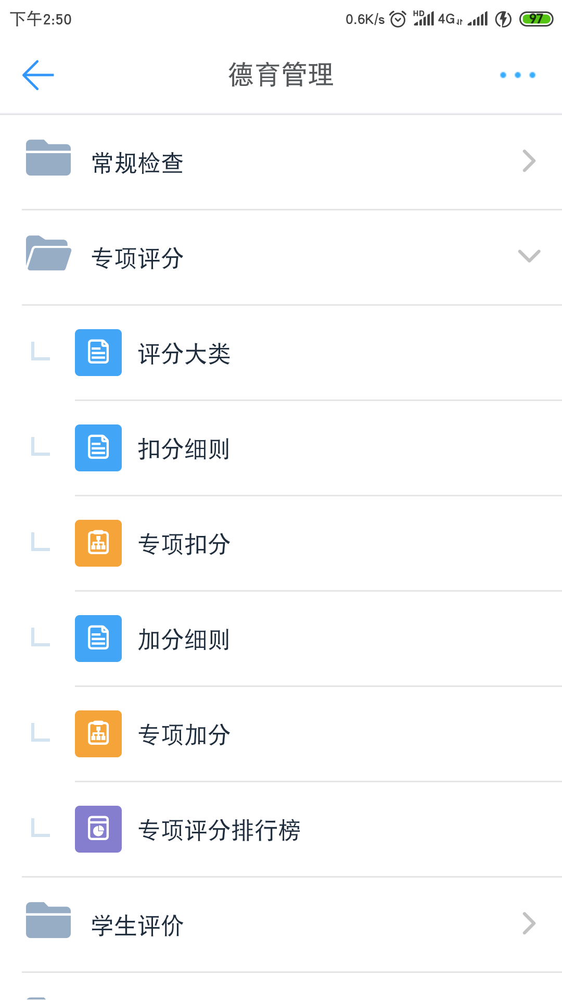 下午2:50 0.6K/s HD 4G 97
德育管理
常规检查
专项评分
评分大类
扣分细则
专项扣分
加分细则
专项加分
专项评分排行榜
学生评价